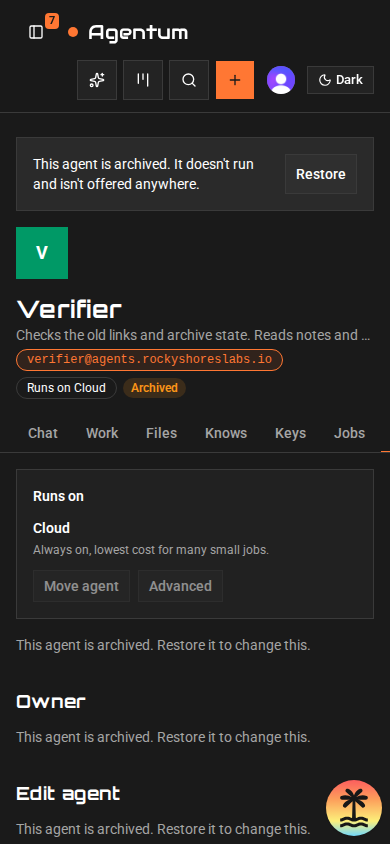 7
Agentum
Dark
This agent is archived. It doesn't run
and isn't offered anywhere.
Restore
V
Verifier
Checks the old links and archive state. Reads notes and ...
verifier@agents.rockyshoreslabs.io
Runs on Cloud
Archived
Chat
Work
Files
Knows
Keys
Jobs
Runs on
Cloud
Always on, lowest cost for many small jobs.
Move agent
Advanced
This agent is archived. Restore it to change this.
Owner
This agent is archived. Restore it to change this.
Edit agent
This agent is archived. Restore it to change this.